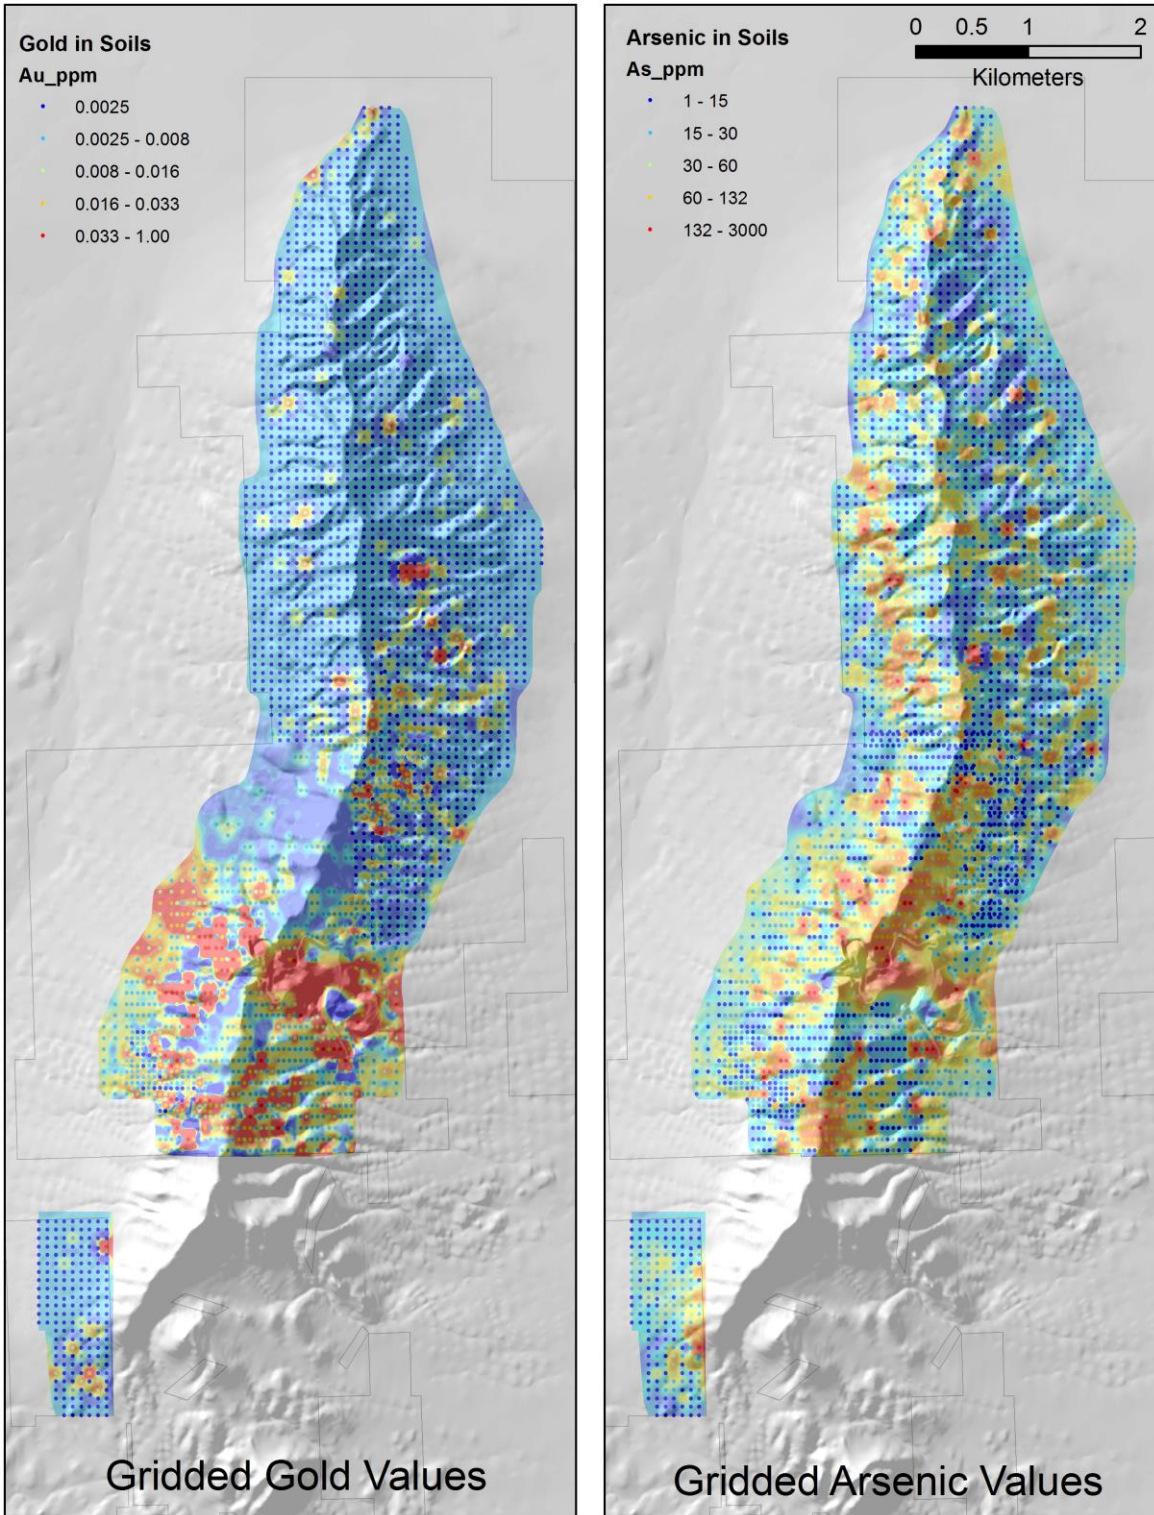 Gold in Soils
Au_ppm
0.0025
0.0025 - 0.008
0.008 - 0.016
0.016 - 0.033
0.033 - 1.00
Gridded Gold Values
Arsenic in Soils
As_ppm
1 - 15
15 - 30
30 - 60
60 - 132
132 - 3000
0 0.5 1 2
Kilometers
Gridded Arsenic Values